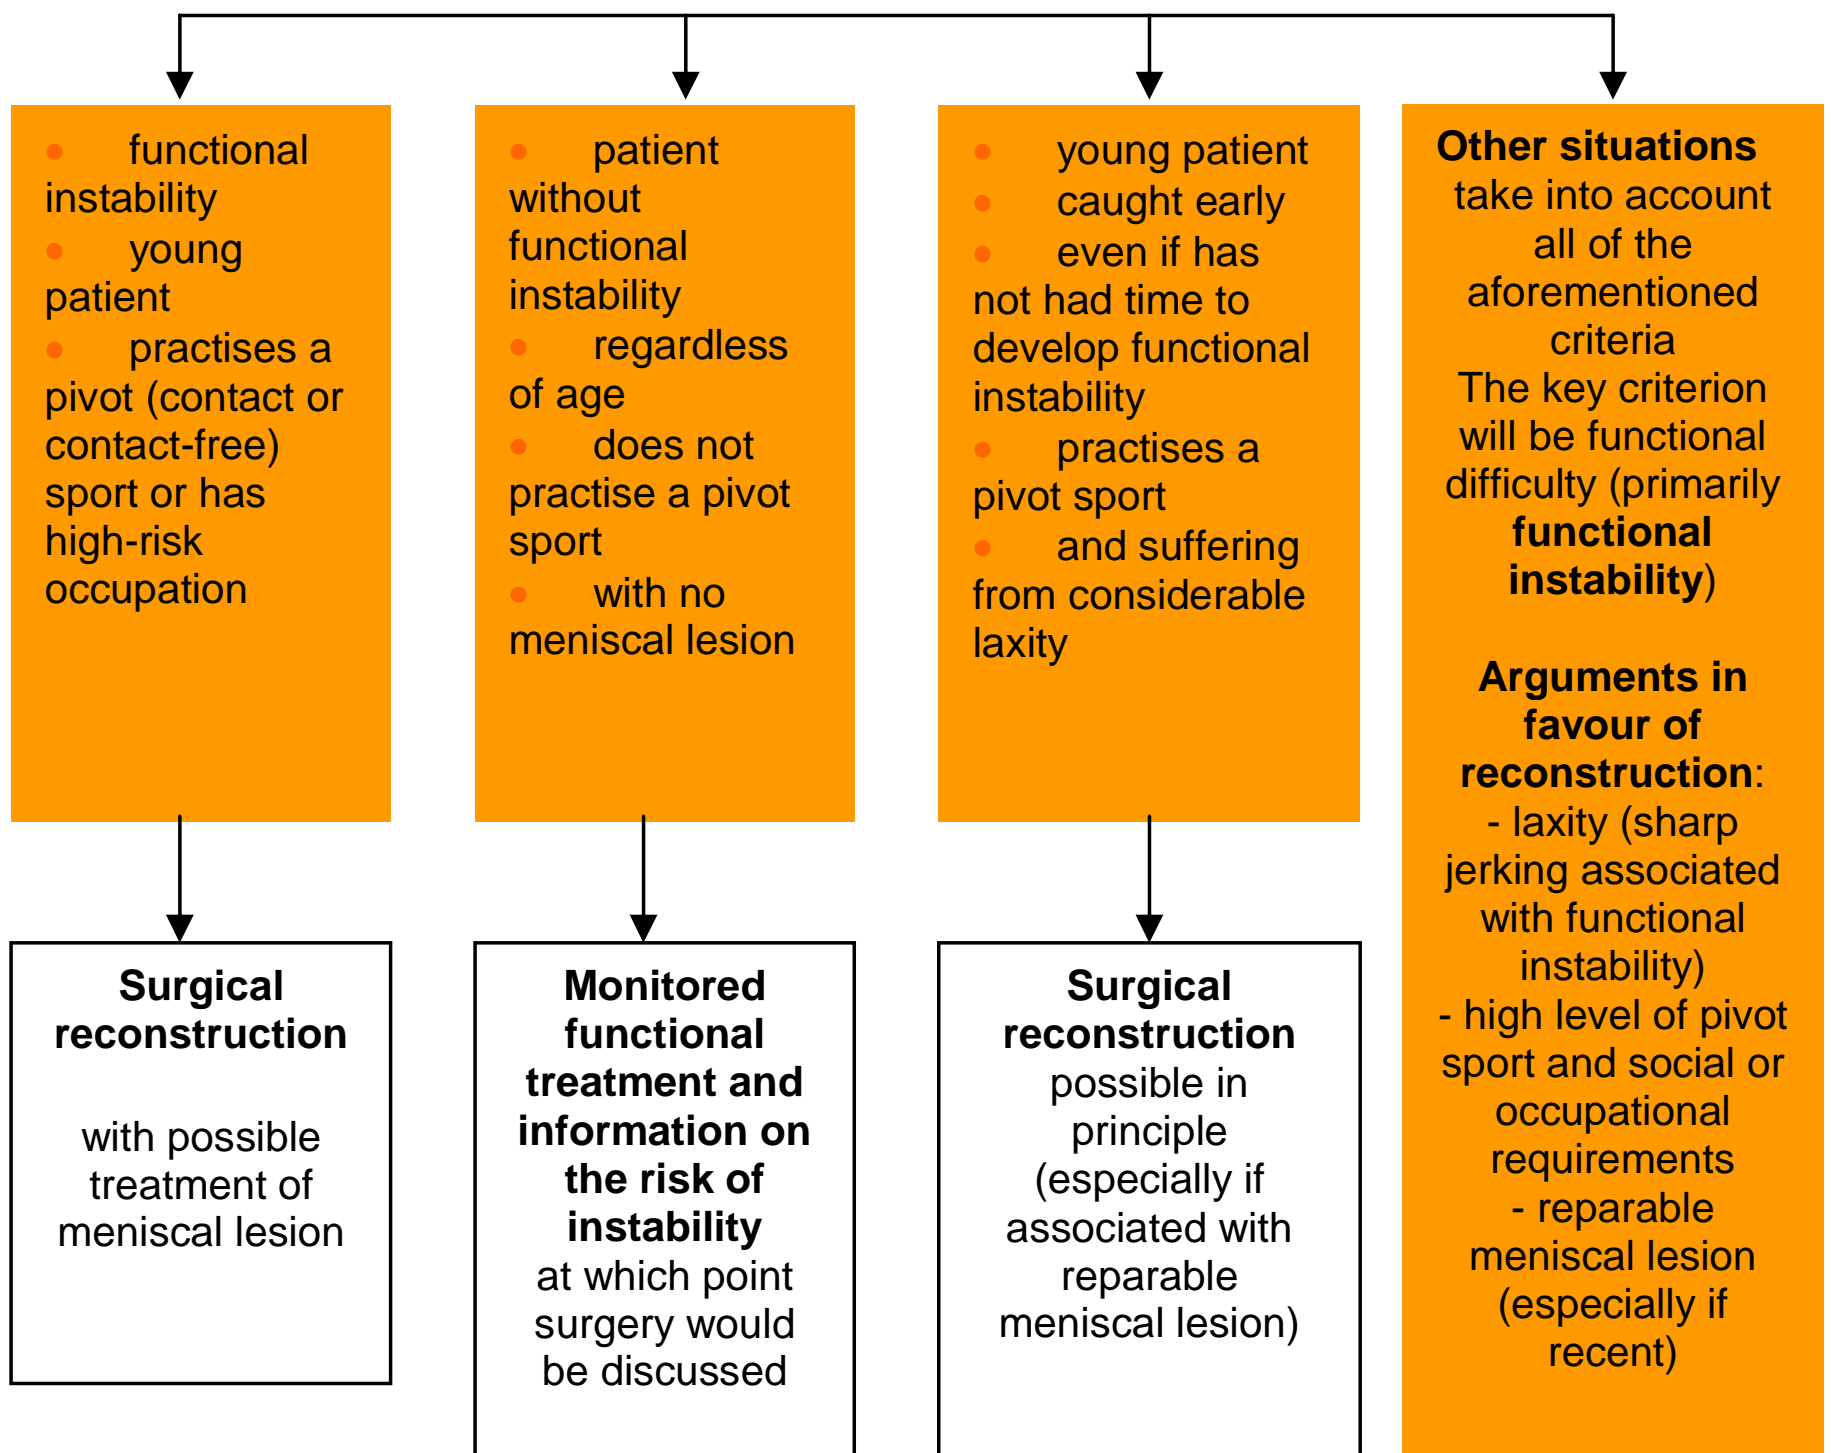 • functional
instability
• young
patient
• practises a
pivot (contact or
contact-free)
sport or has
high-risk
occupation
• patient
without
functional
instability
• regardless
of age
• does not
practise a pivot
sport
• with no
meniscal lesion
• young patient
• caught early
• even if has
not had time to
develop functional
instability
• practises a
pivot sport
• and suffering
from considerable
laxity
Other situations
take into account
all of the
aforementioned
criteria
The key criterion
will be functional
difficulty (primarily
functional
instability)
Arguments in
favour of
reconstruction:
- laxity (sharp
jerking associated
with functional
instability)
- high level of pivot
sport and social or
occupational
requirements
- reparable
meniscal lesion
(especially if
recent)
Surgical
reconstruction
with possible
treatment of
meniscal lesion
Monitored
functional
treatment and
information on
the risk of
instability
at which point
surgery would
be discussed
Surgical
reconstruction
possible in
principle
(especially if
associated with
reparable
meniscal lesion)